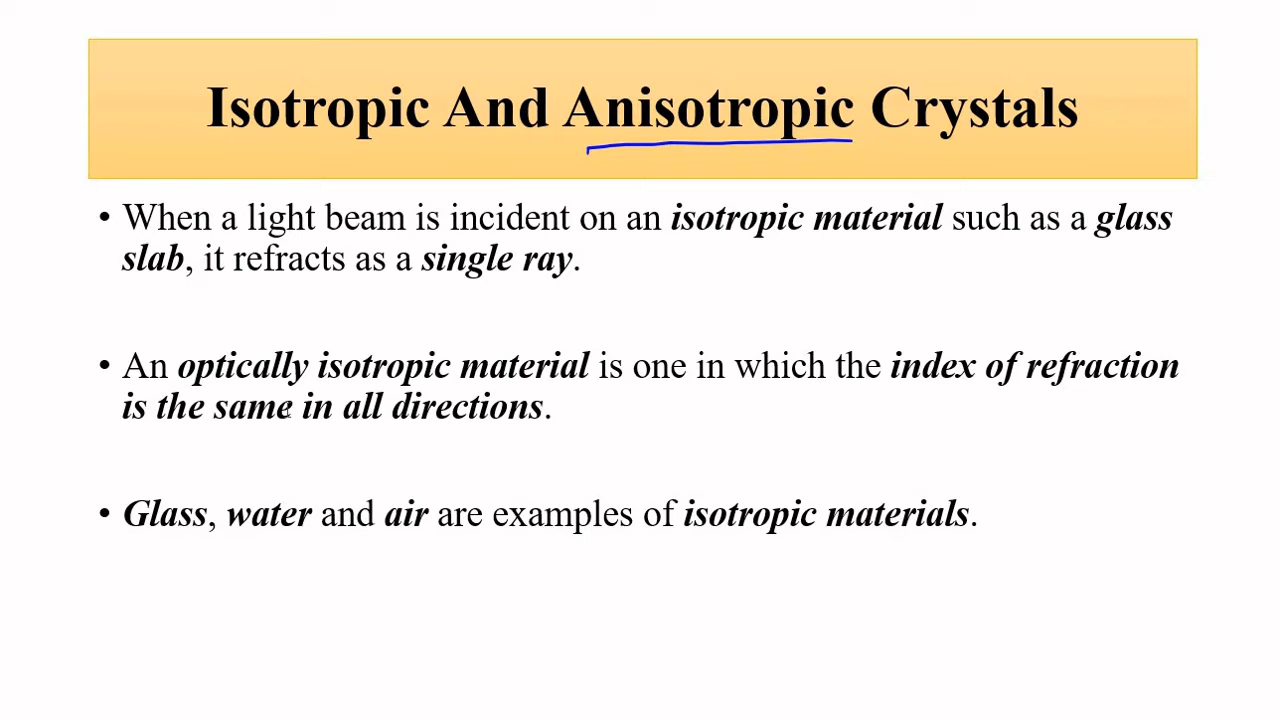 Isotropic And Anisotropic Crystals
• When a light beam is incident on an isotropic material such as a glass
slab, it refracts as a single ray.
• An optically isotropic material is one in which the index of refraction
is the same in all directions.
• Glass, water and air are examples of isotropic materials.